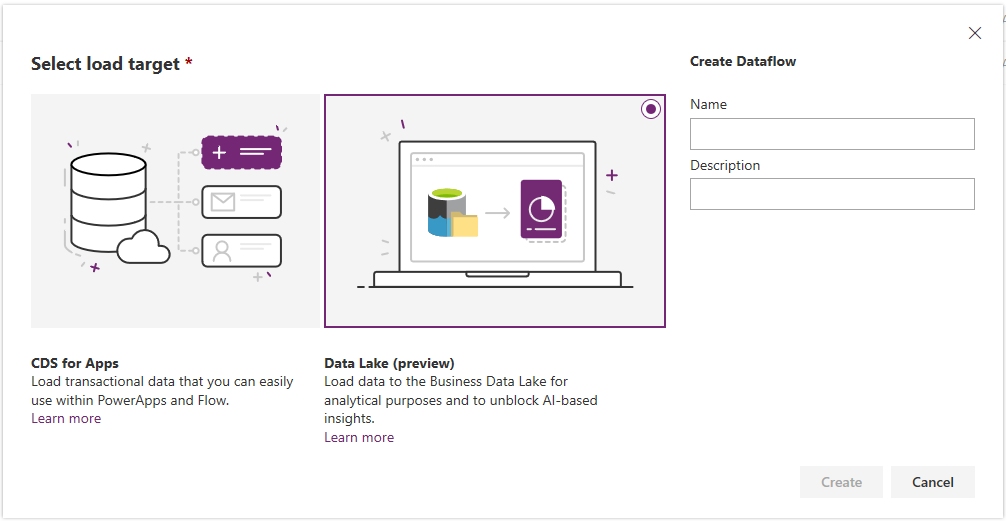 Select load target *
CDS for Apps
Load transactional data that you can easily
use within PowerApps and Flow.
Learn more
Data Lake (preview)
Load data to the Business Data Lake for
analytical purposes and to unblock AI-based
insights.
Learn more
Create Dataflow
Name
Description
Create
Cancel